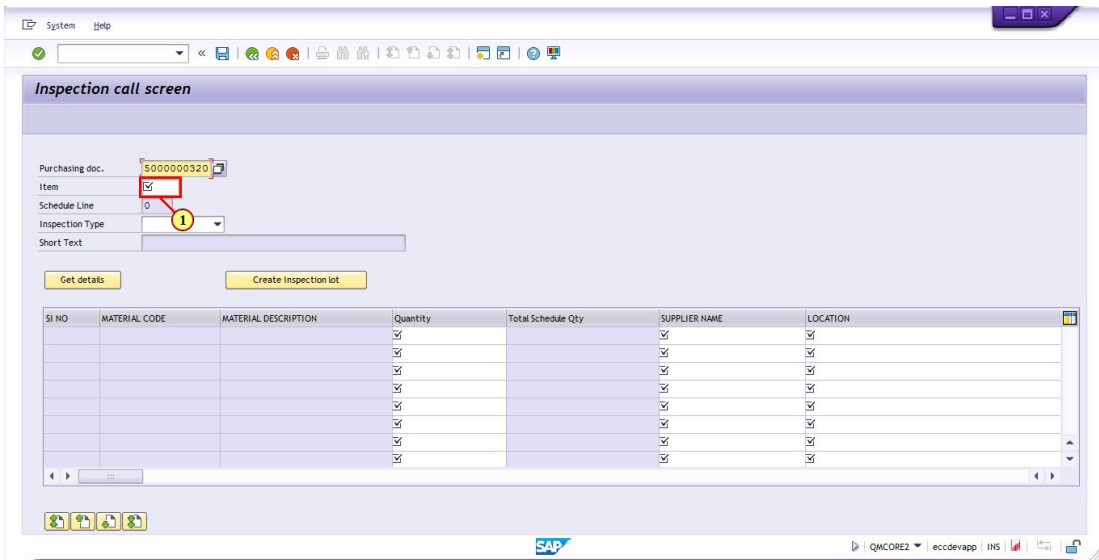 System Help
Inspection call screen
Purchasing doc. 5000000320
Item
Schedule Line 0
1
Inspection Type
Short Text
Get details Create Inspection lot
SI NO MATERIAL CODE MATERIAL DESCRIPTION Quantity Total Schedule Qty SUPPLIER NAME LOCATION
SAP QMCORE2 eccdevapp INS